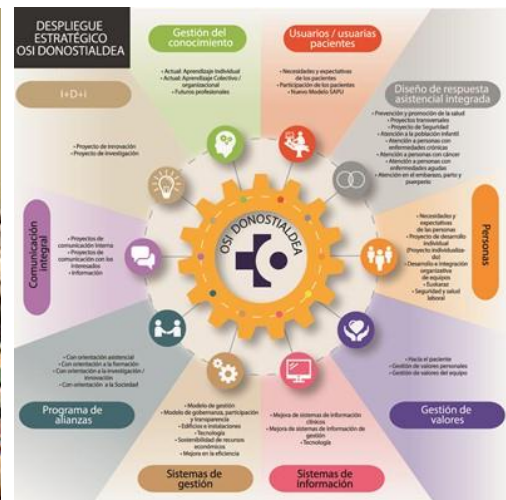 DESPLIEGUE
ESTRATÉGICO
OSI DONOSTIALDEA
Gestión del
conocimiento
• Actual: Aprendizaje Individual
• Actual: Aprendizaje Colectivo /
organizacional
• Futuros profesionales
Usuarios / usuarias
pacientes
• Necesidades y expectativas
de los pacientes
• Participación de los pacientes
• Nuevo Modelo SAPU
Diseño de respuesta
asistencial integrada
• Prevención y promoción de la salud
• Proyectos transversales
• Proyecto de Seguridad
• Atención a la población infantil
• Atención a personas con
enfermedades crónicas
• Atención a personas con cáncer
• Atención a personas con
enfermedades agudas
• Atención en el embarazo, parto y
puerperio
Personas
• Necesidades y
expectativas de
las personas
• Proyecto de desarrollo
individual
(Proyecto individualiza-
do)
• Desarrollo e integración
organizativa
de equipos
• Euskaraz
• Seguridad y salud
laboral
Gestión de
valores
• Hacia el paciente
• Gestión de valores personales
• Gestión de valores del equipo
Sistemas de
información
• Mejora de sistemas de información
clínicos
• Mejora de sistemas de información de
gestión
• Tecnología
Sistemas de
gestión
• Modelo de gestión
• Modelo de gobernanza, participación
y transparencia
• Edificios e instalaciones
• Tecnología
• Sostenibilidad de recursos
económicos
• Mejora en la eficiencia
Programa de
alianzas
• Con orientación asistencial
• Con orientación a la formación
• Con orientación a la investigación /
innovación
• Con orientación a la Sociedad
Comunicación
integral
• Proyectos de
comunicación interna
• Proyectos de
comunicación con los
interesados
• Información
I+D+i
• Proyecto de innovación
• Proyecto de investigación
OSI DONOSTIALDEA